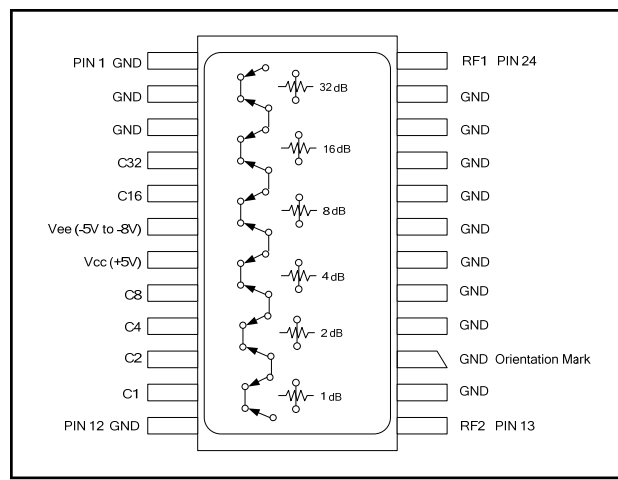 PIN 1 GND
GND
GND
C32
C16
Vee (-5V to -8V)
Vcc (+5V)
C8
C4
C2
C1
PIN 12 GND
32 dB
16 dB
8 dB
4 dB
2 dB
1 dB
RF1 PIN 24
GND
GND
GND
GND
GND
GND
GND
GND
GND Orientation Mark
GND
RF2 PIN 13